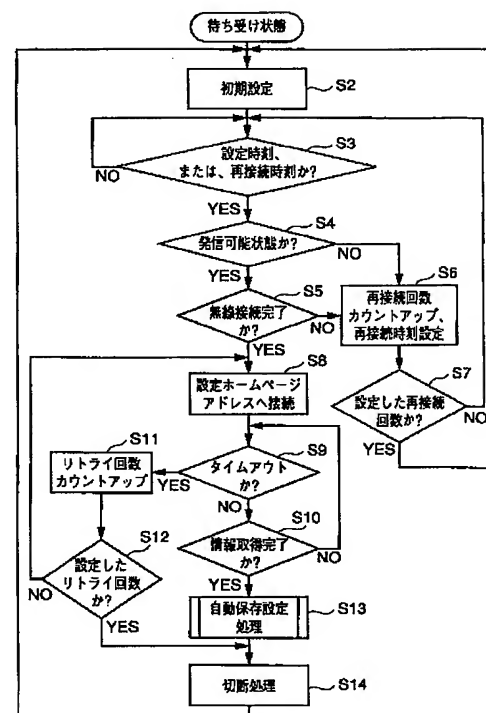 待ち受け状態
初期設定
S2
設定時刻、
または、再接続時刻か?
S3
NO
YES
発信可能状態か?
S4
NO
YES
無線接続完了
か?
S5
NO
YES
再接続回数
カウントアップ、
再接続時刻設定
S6
設定した再接続
回数か?
S7
NO
YES
設定ホームページ
アドレスへ接続
S8
タイムアウト
か?
S9
YES
NO
リトライ回数
カウントアップ
S11
設定した
リトライ回数
か?
S12
NO
YES
情報取得完了
か?
S10
NO
YES
自動保存設定
処理
S13
切断処理
S14